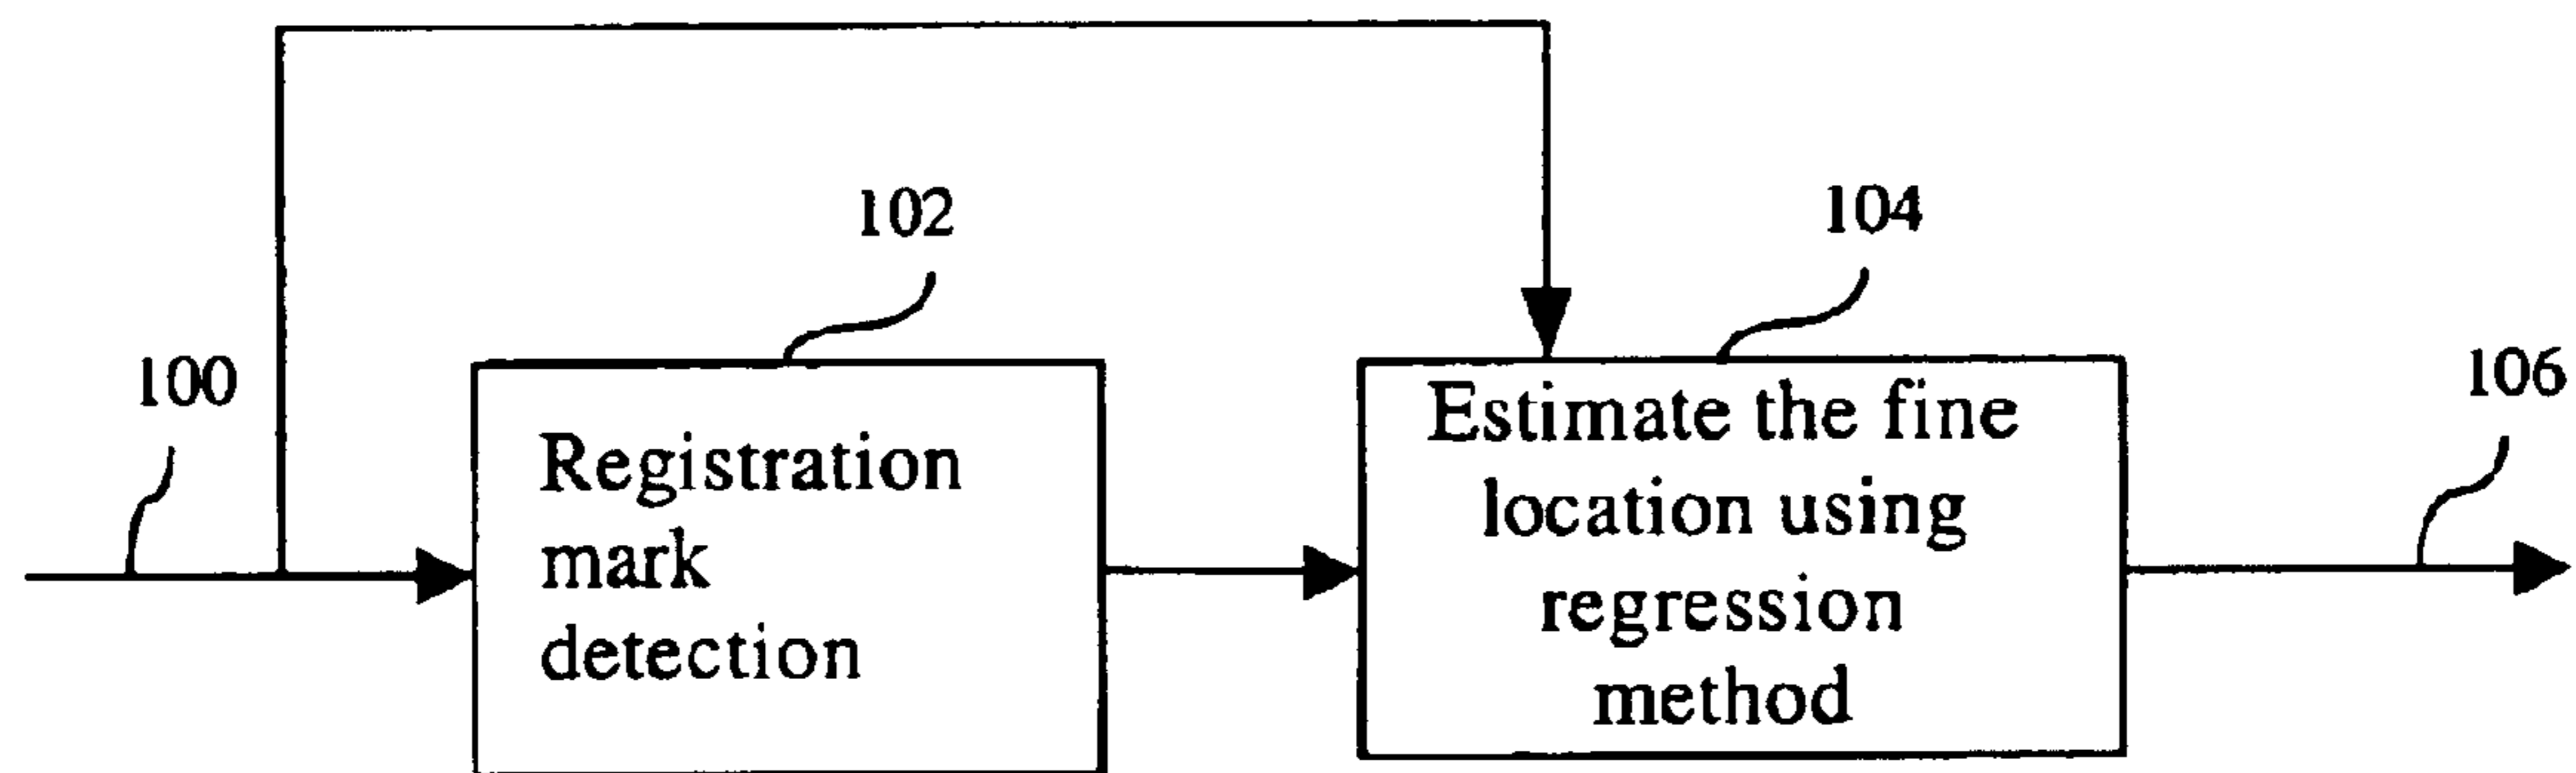 102
104
100
106
Registration
mark
detection
Estimate the fine
location using
regression
method